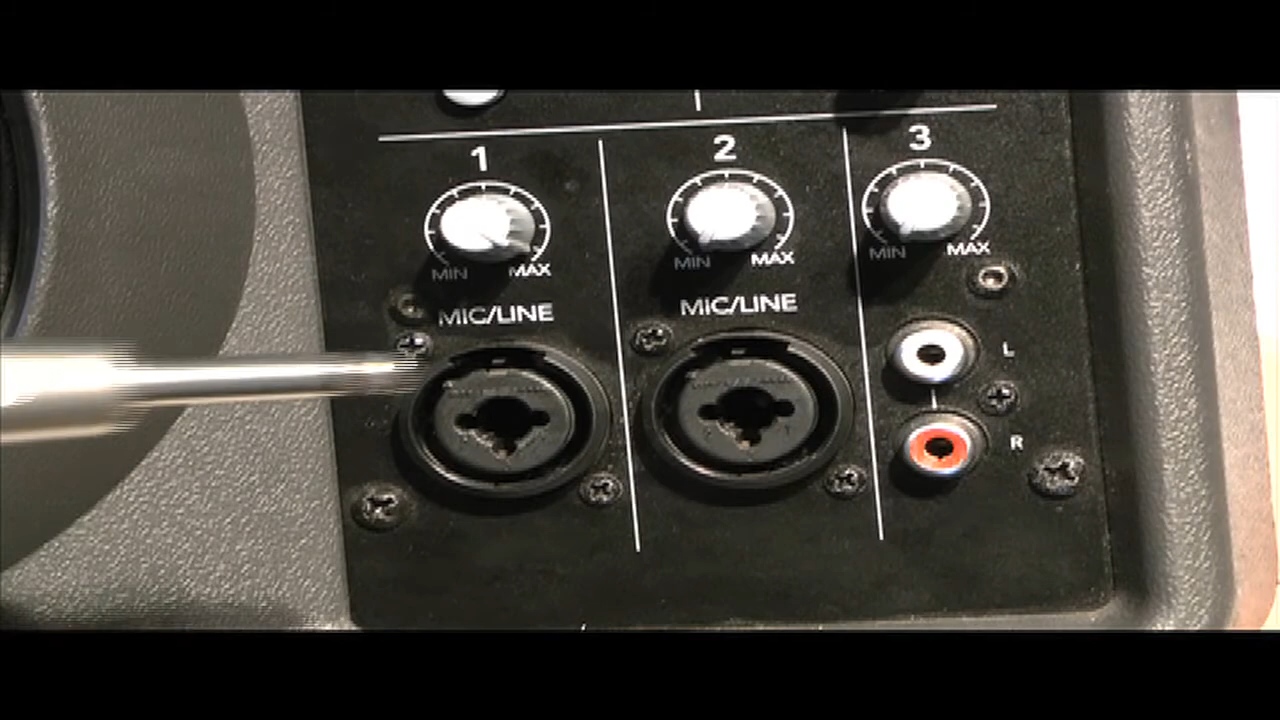 1 2 3
MIN MAX MIN MAX MIN MAX
MIC/LINE MIC/LINE
L
R